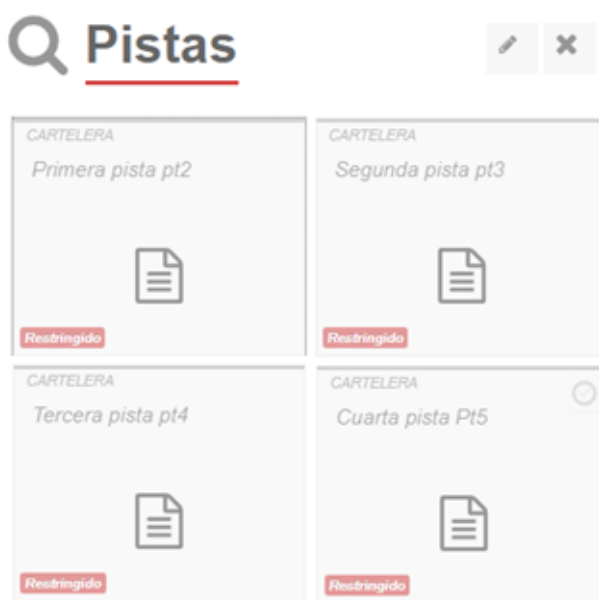 Pistas
CARTELERA
Primera pista pt2
Restringido
CARTELERA
Segunda pista pt3
Restringido
CARTELERA
Tercera pista pt4
Restringido
CARTELERA
Cuarta pista Pt5
Restringido